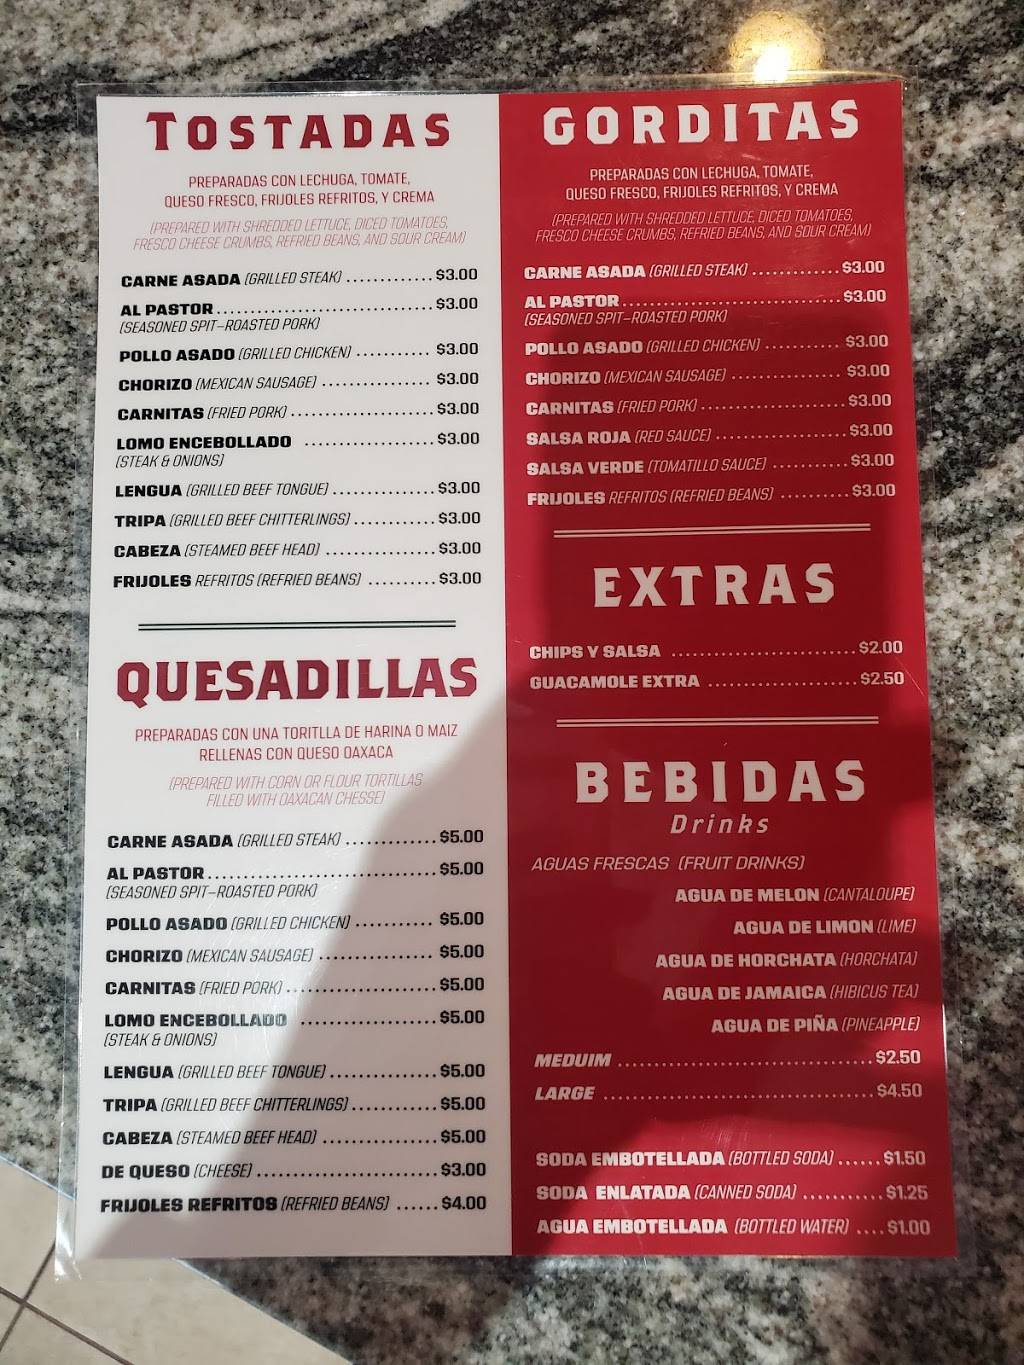 TOSTADAS
PREPARADAS CON LECHUGA, TOMATE,
QUESO FRESCO, FRIJOLES REFRITOS, Y CREMA
(PREPARED WITH SHREDDED LETTUCE, DICED TOMATOES,
FRESCO CHEESE CRUMBS, REFRIED BEANS, AND SOUR CREAM)
CARNE ASADA (GRILLED STEAK) ............ $3.00
AL PASTOR ............................... $3.00
(SEASONED SPIT-ROASTED PORK)
POLLO ASADO (GRILLED CHICKEN) ........... $3.00
CHORIZO (MEXICAN SAUSAGE) ............... $3.00
CARNITAS (FRIED PORK) .................... $3.00
LOMO ENCEBOLLADO .................. $3.00
(STEAK & ONIONS)
LENGUA (GRILLED BEEF TONGUE) .............. $3.00
TRIPA (GRILLED BEEF CHITTERLINGS) ............ $3.00
CABEZA (STEAMED BEEF HEAD) ............... $3.00
FRIJOLES REFRITOS (REFRIED BEANS) .......... $3.00
QUESADILLAS
PREPARADAS CON UNA TORITLLA DE HARINA O MAIZ
RELLENAS CON QUESO OAXACA
(PREPARED WITH CORN OR FLOUR TORTILLAS
FILLED WITH OAXACAN CHESSE)
CARNE ASADA (GRILLED STEAK) ............. $5.00
AL PASTOR ................................ $5.00
(SEASONED SPIT-ROASTED PORK)
POLLO ASADO (GRILLED CHICKEN) ........... $5.00
CHORIZO (MEXICAN SAUSAGE) ................ $5.00
CARNITAS (FRIED PORK) ..................... $5.00
LOMO ENCEBOLLADO ................... $5.00
(STEAK & ONIONS)
LENGUA (GRILLED BEEF TONGUE) ............... $5.00
TRIPA (GRILLED BEEF CHITTERLINGS) ............ $5.00
CABEZA (STEAMED BEEF HEAD) ................ $5.00
DE QUESO (CHEESE) ......................... $3.00
FRIJOLES REFRITOS (REFRIED BEANS) ...... $4.00
GORDITAS
PREPARADAS CON LECHUGA, TOMATE,
QUESO FRESCO, FRIJOLES REFRITOS, Y CREMA
(PREPARED WITH SHREDDED LETTUCE, DICED TOMATOES,
FRESCO CHEESE CRUMBS, REFRIED BEANS, AND SOUR CREAM)
CARNE ASADA (GRILLED STEAK) ............. $3.00
AL PASTOR ............................... $3.00
(SEASONED SPIT-ROASTED PORK)
POLLO ASADO (GRILLED CHICKEN) ........... $3.00
CHORIZO (MEXICAN SAUSAGE) ................ $3.00
CARNITAS (FRIED PORK) ..................... $3.00
SALSA ROJA (RED SAUCE) ................... $3.00
SALSA VERDE (TOMATILLO SAUCE) ........... $3.00
FRIJOLES REFRITOS (REFRIED BEANS) .......... $3.00
EXTRAS
CHIPS Y SALSA ........................... $2.00
GUACAMOLE EXTRA ...................... $2.50
BEBIDAS
Drinks
AGUAS FRESCAS (FRUIT DRINKS)
AGUA DE MELON (CANTALOUPE)
AGUA DE LIMON (LIME)
AGUA DE HORCHATA (HORCHATA)
AGUA DE JAMAICA (HIBICUS TEA)
AGUA DE PIÑA (PINEAPPLE)
MEDUIM ..................................... $2.50
LARGE ....................................... $4.50
SODA EMBOTELLADA (BOTTLED SODA) ...... $1.50
SODA ENLATADA (CANNED SODA) ........... $1.25
AGUA EMBOTELLADA (BOTTLED WATER) .... $1.00